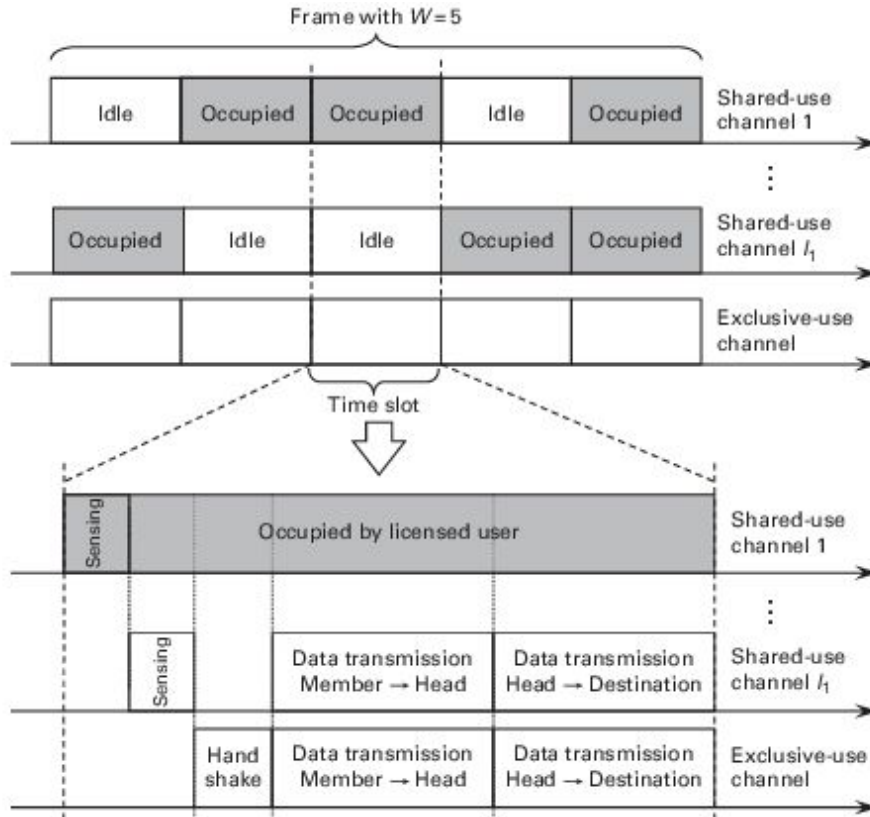 Frame with W = 5
Idle
Occupied
Occupied
Idle
Occupied
Shared-use
channel 1
⋮
Occupied
Idle
Idle
Occupied
Occupied
Shared-use
channel l₁
Exclusive-use
channel
Time slot
Sensing
Occupied by licensed user
Shared-use
channel 1
⋮
Sensing
Data transmission
Member → Head
Data transmission
Head → Destination
Shared-use
channel l₁
Hand
shake
Data transmission
Member → Head
Data transmission
Head → Destination
Exclusive-use
channel